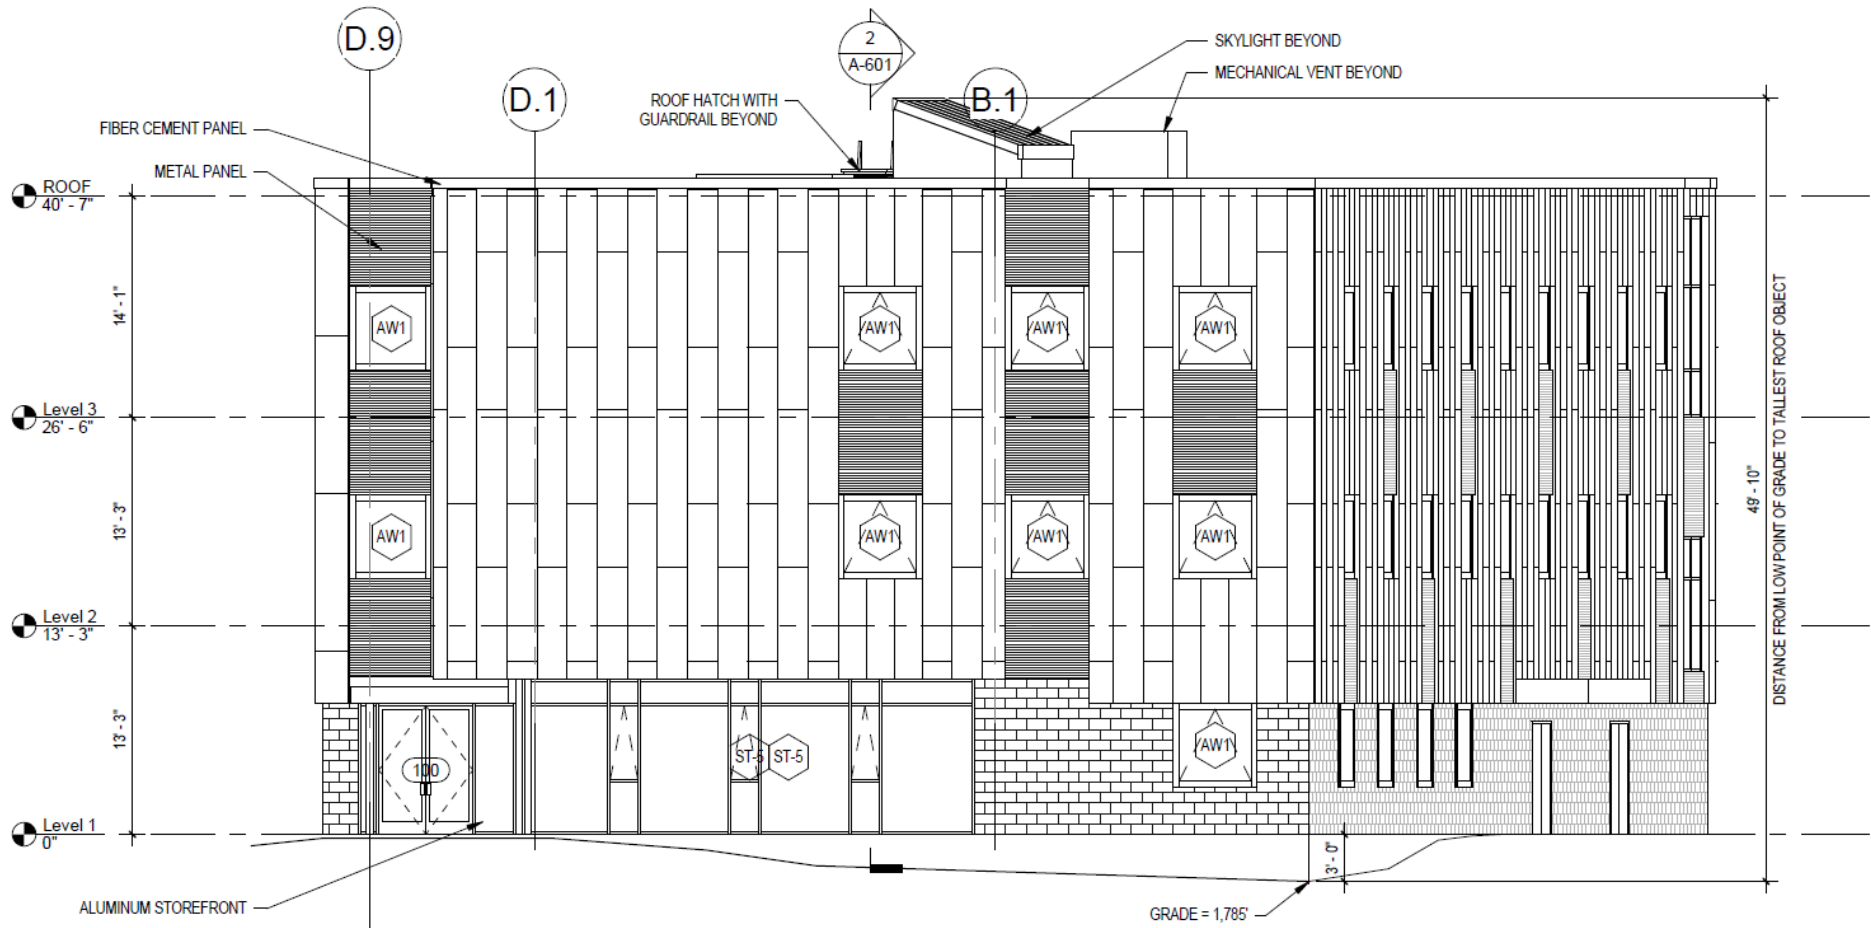 D.9
2
A-601
SKYLIGHT BEYOND
MECHANICAL VENT BEYOND
D.1
B.1
ROOF HATCH WITH
GUARDRAIL BEYOND
FIBER CEMENT PANEL
METAL PANEL
ROOF
40' - 7"
14' - 1"
AW1
AW1
AW1
AW1
Level 3
26' - 6"
13' - 3"
AW1
AW1
AW1
AW1
Level 2
13' - 3"
13' - 3"
100
ST-5
ST-5
AW1
Level 1
0"
3' - 0"
49' - 10"
DISTANCE FROM LOW POINT OF GRADE TO TALLEST ROOF OBJECT
ALUMINUM STOREFRONT
GRADE = 1,785'